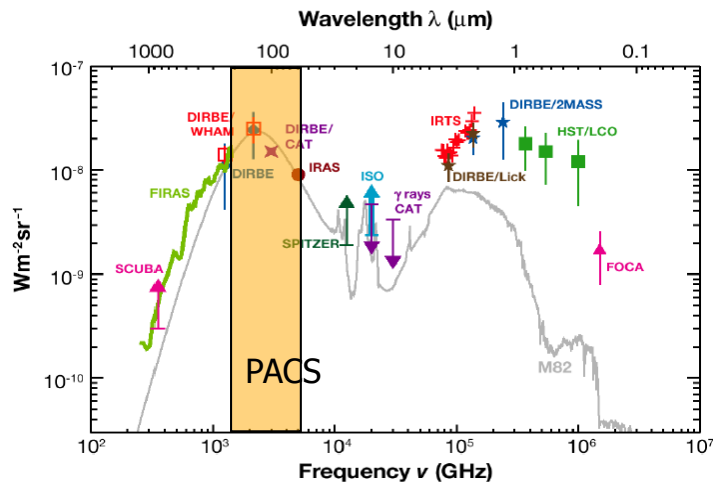 Wavelength λ (μm)
1000 100 10 1 0.1
10⁻⁷
10⁻⁸
10⁻⁹
10⁻¹⁰
Wm⁻²sr⁻¹
DIRBE/
WHAM
FIRAS
DIRBE
DIRBE/
CAT
IRAS
SCUBA
PACS
SPITZER
ISO
γ rays
CAT
IRTS
DIRBE/Lick
DIRBE/2MASS
HST/LCO
FOCA
M82
10² 10³ 10⁴ 10⁵ 10⁶ 10⁷
Frequency ν (GHz)